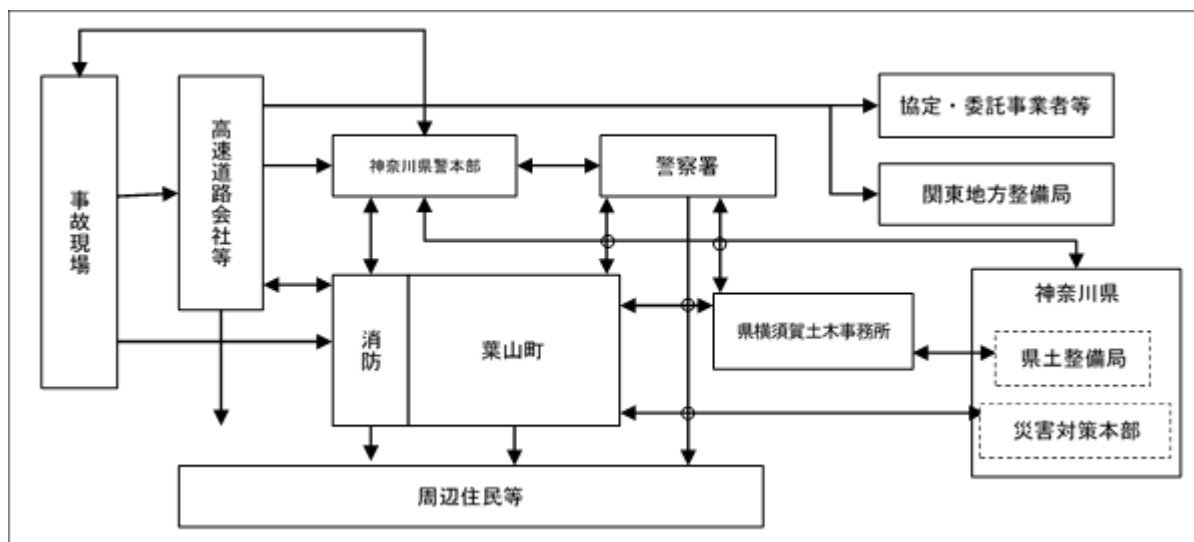 協定・委託事業者等
高速道路会社等
神奈川県警本部
警察署
事故現場
関東地方整備局
神奈川県
消防
葉山町
県横須賀土木事務所
県土整備局
災害対策本部
周辺住民等